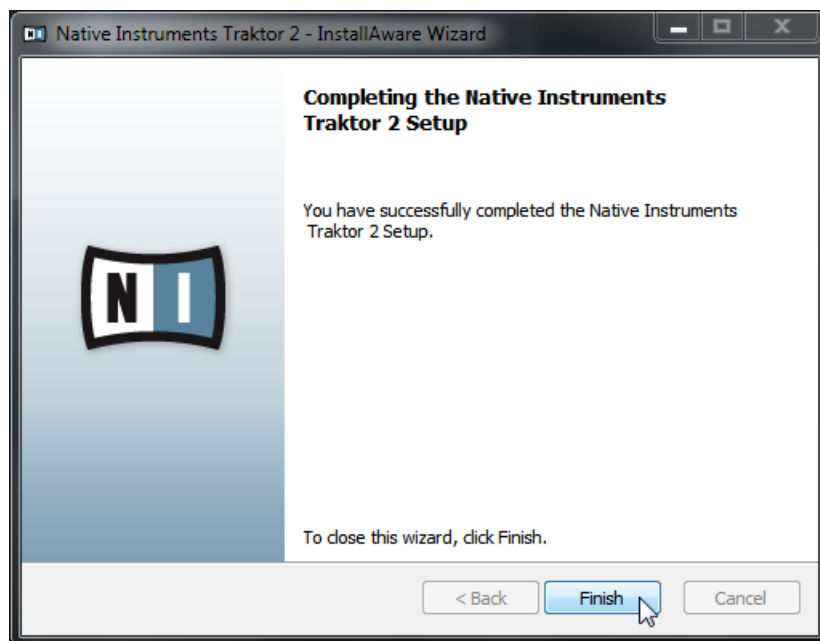 Native Instruments Traktor 2 - InstallAware Wizard
Completing the Native Instruments
Traktor 2 Setup
You have successfully completed the Native Instruments
Traktor 2 Setup.
N I
To close this wizard, click Finish.
< Back Finish Cancel